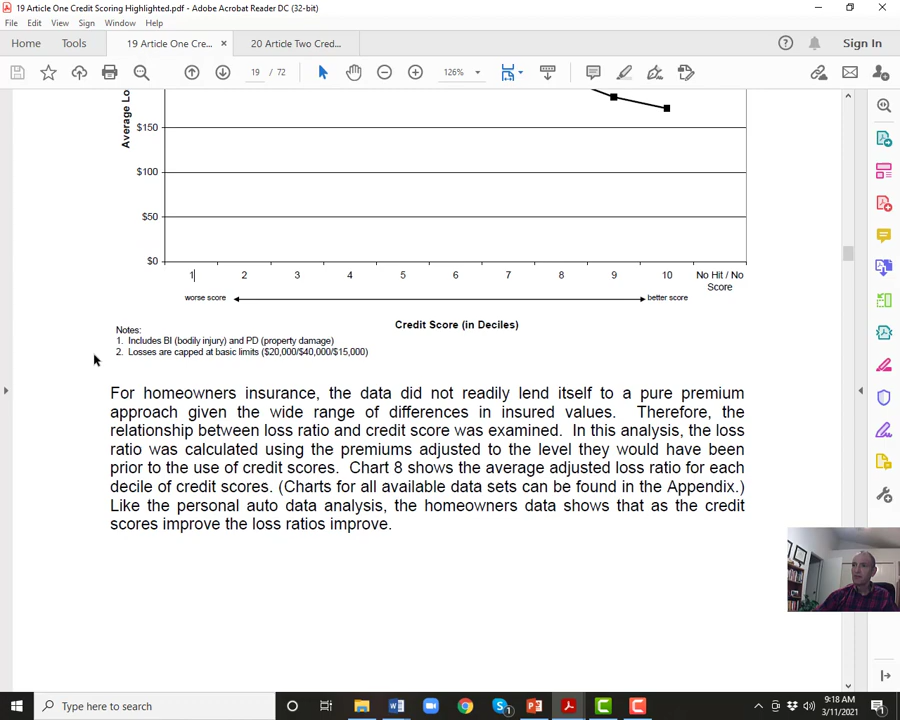 19 Article One Credit Scoring Highlighted.pdf - Adobe Acrobat Reader DC (32-bit)
File Edit View Sign Window Help
Home Tools 19 Article One Cre... × 20 Article Two Cred... Sign In
19 / 72 126%
Average Lo
$150
$100
$50
$0
1 2 3 4 5 6 7 8 9 10 No Hit / No
Score
worse score better score
Credit Score (in Deciles)
Notes:
1. Includes BI (bodily injury) and PD (property damage)
2. Losses are capped at basic limits ($20,000/$40,000/$15,000)
For homeowners insurance, the data did not readily lend itself to a pure premium
approach given the wide range of differences in insured values. Therefore, the
relationship between loss ratio and credit score was examined. In this analysis, the loss
ratio was calculated using the premiums adjusted to the level they would have been
prior to the use of credit scores. Chart 8 shows the average adjusted loss ratio for each
decile of credit scores. (Charts for all available data sets can be found in the Appendix.)
Like the personal auto data analysis, the homeowners data shows that as the credit
scores improve the loss ratios improve.
Type here to search
9:18 AM
3/11/2021